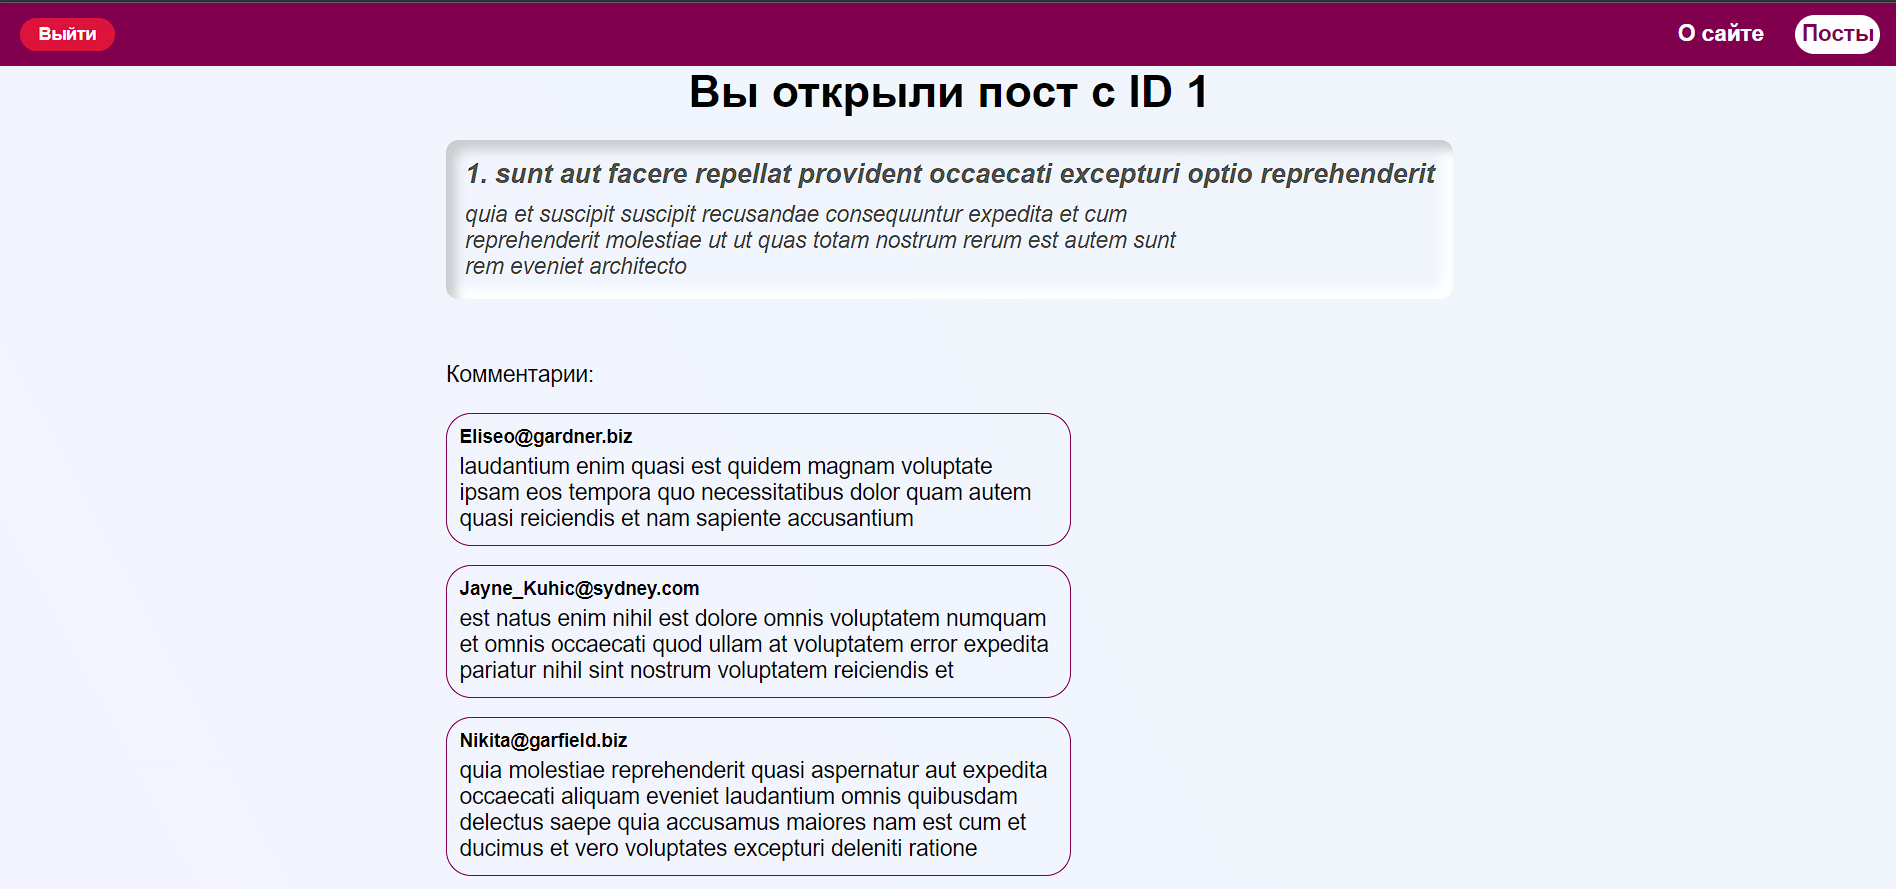 Выйти
О сайте
Посты
Вы открыли пост с ID 1
1. sunt aut facere repellat provident occaecati excepturi optio reprehenderit
quia et suscipit suscipit recusandae consequuntur expedita et cum
reprehenderit molestiae ut ut quas totam nostrum rerum est autem sunt
rem eveniet architecto
Комментарии:
Eliseo@gardner.biz
laudantium enim quasi est quidem magnam voluptate
ipsam eos tempora quo necessitatibus dolor quam autem
quasi reiciendis et nam sapiente accusantium
Jayne_Kuhic@sydney.com
est natus enim nihil est dolore omnis voluptatem numquam
et omnis occaecati quod ullam at voluptatem error expedita
pariatur nihil sint nostrum voluptatem reiciendis et
Nikita@garfield.biz
quia molestiae reprehenderit quasi aspernatur aut expedita
occaecati aliquam eveniet laudantium omnis quibusdam
delectus saepe quia accusamus maiores nam est cum et
ducimus et vero voluptates excepturi deleniti ratione